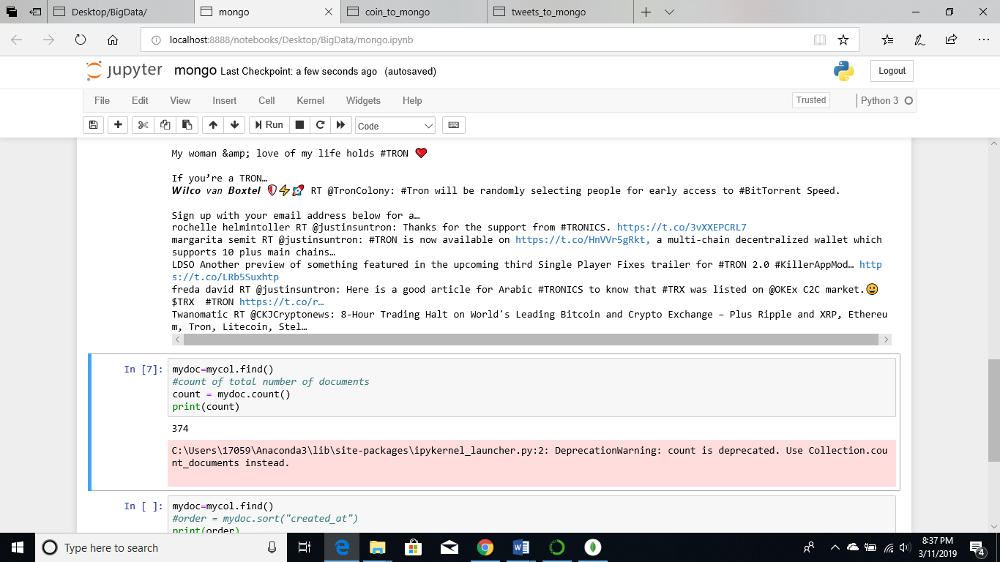 Desktop/BigData/
mongo
coin_to_mongo
tweets_to_mongo
localhost:8888/notebooks/Desktop/BigData/mongo.ipynb
jupyter mongo Last Checkpoint: a few seconds ago (autosaved)
Logout
File Edit View Insert Cell Kernel Widgets Help
Trusted
Python 3
Run
Code
My woman &amp; love of my life holds #TRON ❤️
If you’re a TRON…
𝙒𝙞𝙡𝙘𝙤 𝘷𝘢𝘯 𝘽𝙤𝙭𝙩𝙚𝙡 🛡️⚡🚀 RT @TronColony: #Tron will be randomly selecting people for early access to #BitTorrent Speed.
Sign up with your email address below for a…
rochelle helmintoller RT @justinsuntron: Thanks for the support from #TRONICS. https://t.co/3vXXEPCRL7
margarita semit RT @justinsuntron: #TRON is now available on https://t.co/HnVVr5gRkt, a multi-chain decentralized wallet which
supports 10 plus main chains…
LDSO Another preview of something featured in the upcoming third Single Player Fixes trailer for #TRON 2.0 #KillerAppMod… http
s://t.co/LRb5Suxhtp
freda david RT @justinsuntron: Here is a good article for Arabic #TRONICS to know that #TRX was listed on @OKEx C2C market.😀
$TRX  #TRON https://t.co/r…
Twanomatic RT @CKJCryptonews: 8-Hour Trading Halt on World's Leading Bitcoin and Crypto Exchange – Plus Ripple and XRP, Ethereu
m, Tron, Litecoin, Stel…
In [7]:
mydoc=mycol.find()
#count of total number of documents
count = mydoc.count()
print(count)
374
C:\Users\17059\Anaconda3\lib\site-packages\ipykernel_launcher.py:2: DeprecationWarning: count is deprecated. Use Collection.cou
nt_documents instead.
In [ ]:
mydoc=mycol.find()
#order = mydoc.sort("created_at")
print(order)
Type here to search
8:37 PM
3/11/2019
4